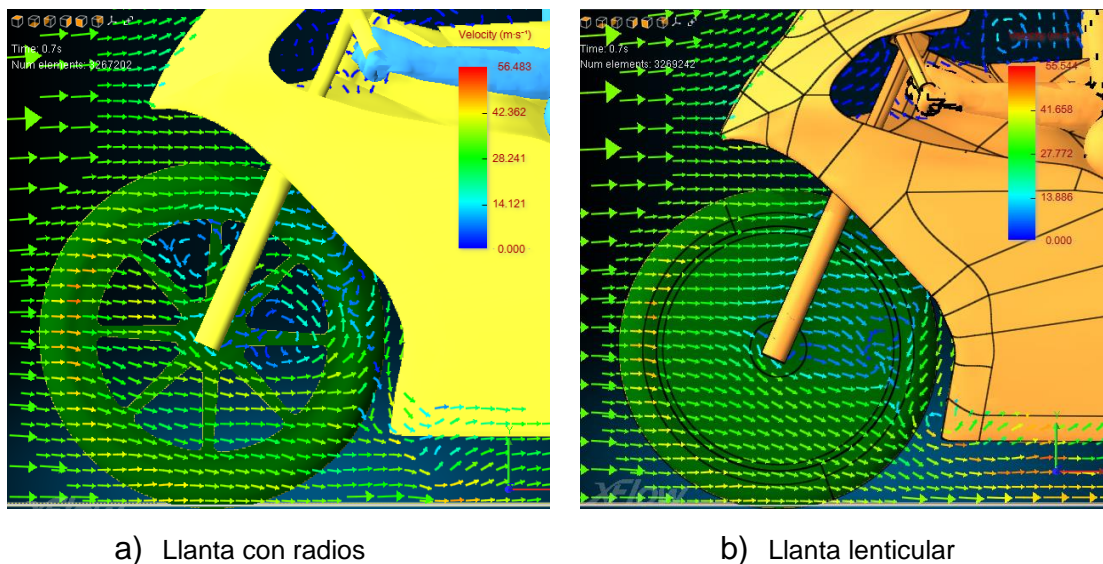 Time: 0.7s
Num elements: 3267202
Velocity (m·s⁻¹)
56.483
42.362
28.241
14.121
0.000
Time: 0.7s
Num elements: 3269242
55.544
41.658
27.772
13.886
0.000
XFlow
a) Llanta con radios
b) Llanta lenticular